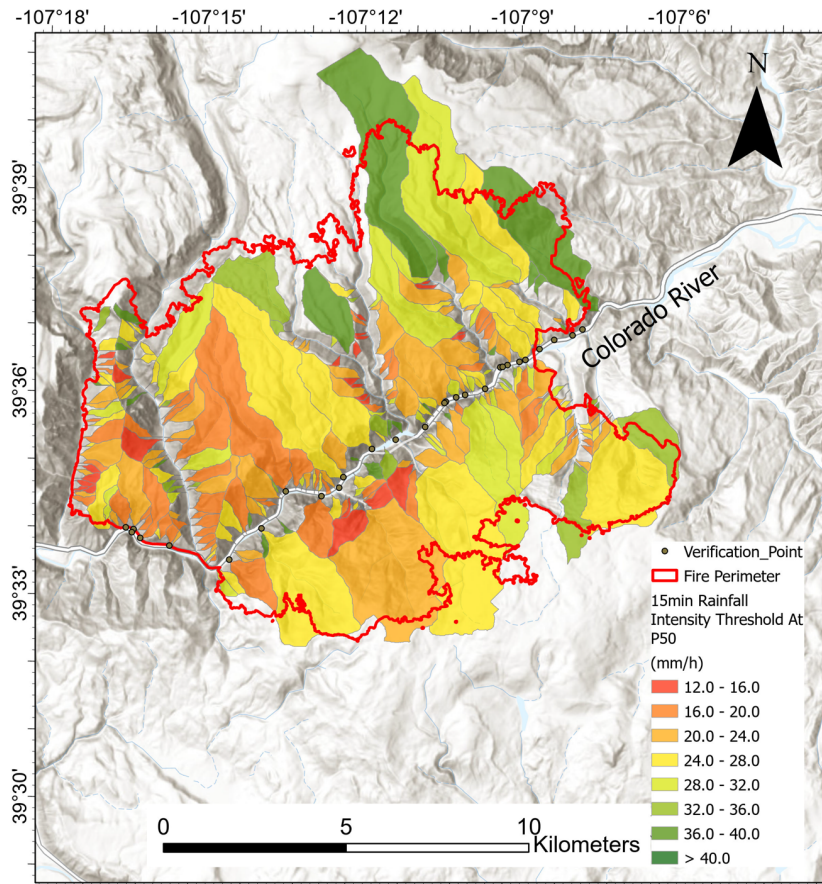 -107°18' -107°15' -107°12' -107°9' -107°6'
N
39°39'
Colorado River
39°36'
39°33'
39°30'
Verification_Point
Fire Perimeter
15min Rainfall
Intensity Threshold At
P50
(mm/h)
12.0 - 16.0
16.0 - 20.0
20.0 - 24.0
24.0 - 28.0
28.0 - 32.0
32.0 - 36.0
36.0 - 40.0
> 40.0
0 5 10
Kilometers